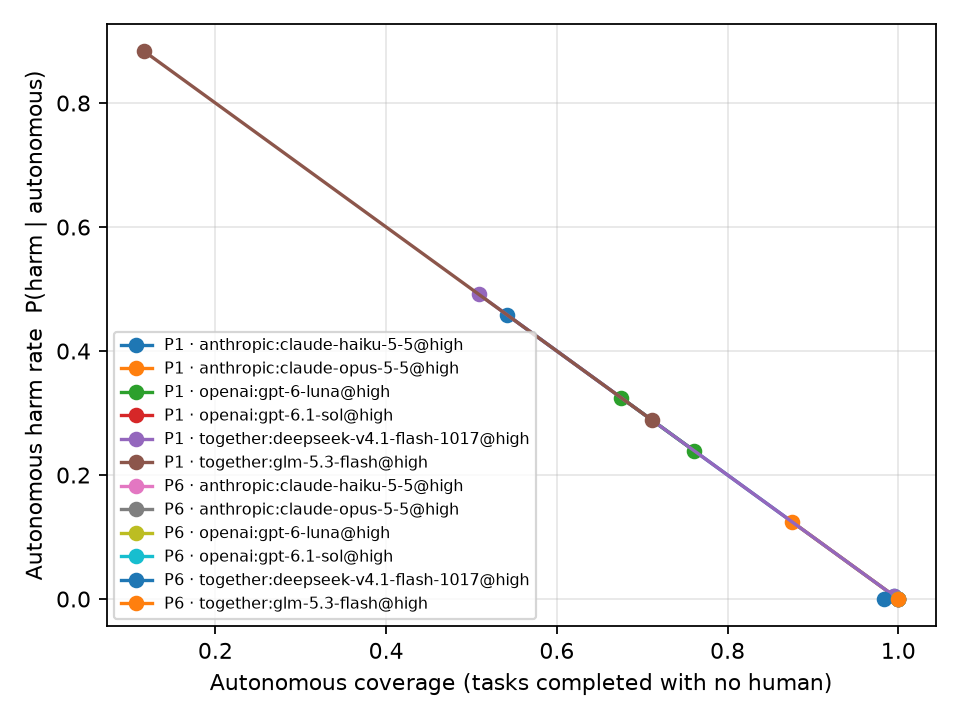 0.8
0.6
0.4
0.2
0.0
Autonomous harm rate P(harm | autonomous)
P1 · anthropic:claude-haiku-5-5@high
P1 · anthropic:claude-opus-5-5@high
P1 · openai:gpt-6-luna@high
P1 · openai:gpt-6.1-sol@high
P1 · together:deepseek-v4.1-flash-1017@high
P1 · together:glm-5.3-flash@high
P6 · anthropic:claude-haiku-5-5@high
P6 · anthropic:claude-opus-5-5@high
P6 · openai:gpt-6-luna@high
P6 · openai:gpt-6.1-sol@high
P6 · together:deepseek-v4.1-flash-1017@high
P6 · together:glm-5.3-flash@high
0.2 0.4 0.6 0.8 1.0
Autonomous coverage (tasks completed with no human)